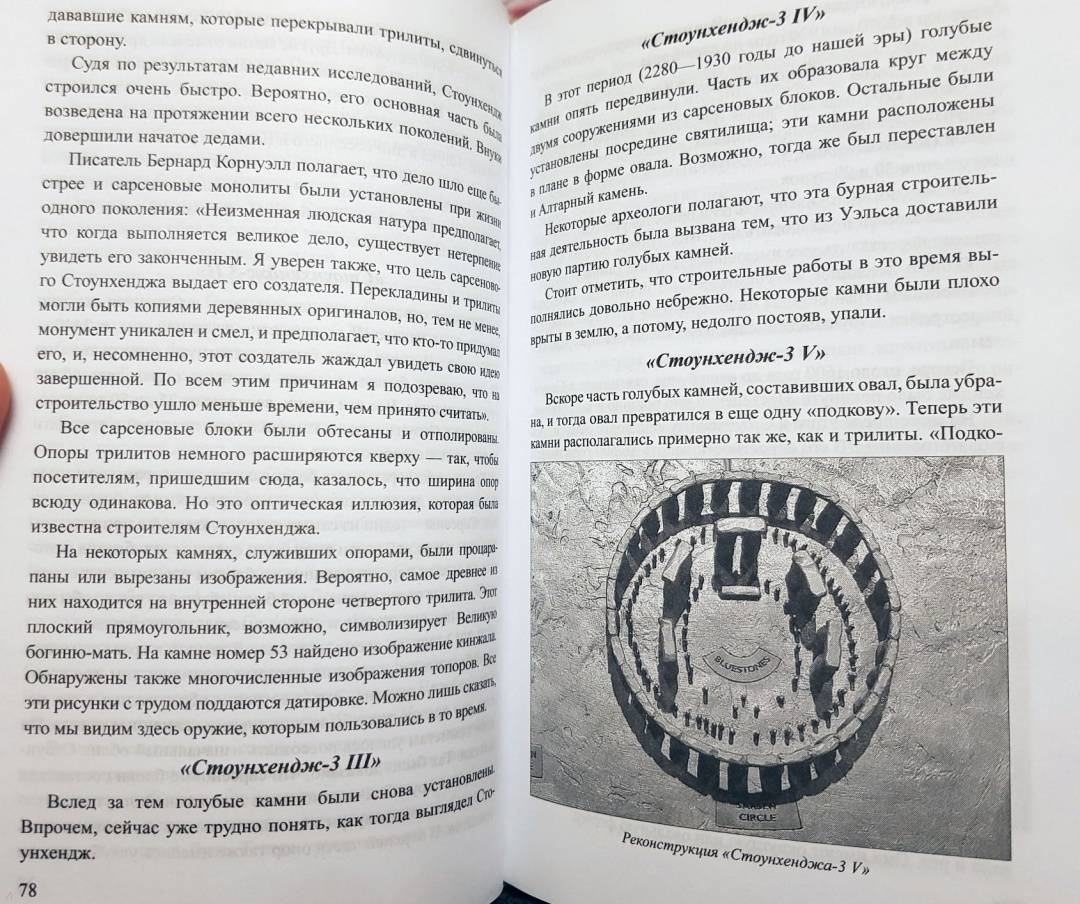 дававшие камням, которые перекрывали трилиты, сдвинуться
в сторону.
Судя по результатам недавних исследований, Стоунхендж
строился очень быстро. Вероятно, его основная часть была
возведена на протяжении всего нескольких поколений. Внуки
довершили начатое дедами.
Писатель Бернард Корнуэлл полагает, что дело шло еще бы-
стрее и сарсеновые монолиты были установлены при жизни
одного поколения: «Неизменная людская натура предполагает,
что когда выполняется великое дело, существует нетерпение
увидеть его законченным. Я уверен также, что цель сарсеново-
го Стоунхенджа выдает его создателя. Перекладины и трилиты
могли быть копиями деревянных оригиналов, но, тем не менее,
монумент уникален и смел, и предполагает, что кто-то придумал
его, и, несомненно, этот создатель жаждал увидеть свою идею
завершенной. По всем этим причинам я подозреваю, что на
строительство ушло меньше времени, чем принято считать».
Все сарсеновые блоки были обтесаны и отполированы.
Опоры трилитов немного расширяются кверху — так, чтобы
посетителям, пришедшим сюда, казалось, что ширина опор
всюду одинакова. Но это оптическая иллюзия, которая была
известна строителям Стоунхенджа.
На некоторых камнях, служивших опорами, были процара-
паны или вырезаны изображения. Вероятно, самое древнее из
них находится на внутренней стороне четвертого трилита. Этот
плоский прямоугольник, возможно, символизирует Великую
богиню-мать. На камне номер 53 найдено изображение кинжала.
Обнаружены также многочисленные изображения топоров. Все
эти рисунки с трудом поддаются датировке. Можно лишь сказать,
что мы видим здесь оружие, которым пользовались в то время.
«Стоунхендж-3 III»
Вслед за тем голубые камни были снова установлены.
Впрочем, сейчас уже трудно понять, как тогда выглядел Сто-
унхендж.
78
«Стоунхендж-3 IV»
В этот период (2280—1930 годы до нашей эры) голубые
камни опять передвинули. Часть их образовала круг между
двумя сооружениями из сарсеновых блоков. Остальные были
установлены посредине святилища; эти камни расположены
в плане в форме овала. Возможно, тогда же был переставлен
и Алтарный камень.
Некоторые археологи полагают, что эта бурная строитель-
ная деятельность была вызвана тем, что из Уэльса доставили
новую партию голубых камней.
Стоит отметить, что строительные работы в это время вы-
полнялись довольно небрежно. Некоторые камни были плохо
врыты в землю, а потому, недолго постояв, упали.
«Стоунхендж-3 V»
Вскоре часть голубых камней, составивших овал, была убра-
на, и тогда овал превратился в еще одну «подкову». Теперь эти
камни располагались примерно так же, как и трилиты. «Подко-
BLUESTONES
SARSEN
CIRCLE
Реконструкция «Стоунхенджа-3 V»